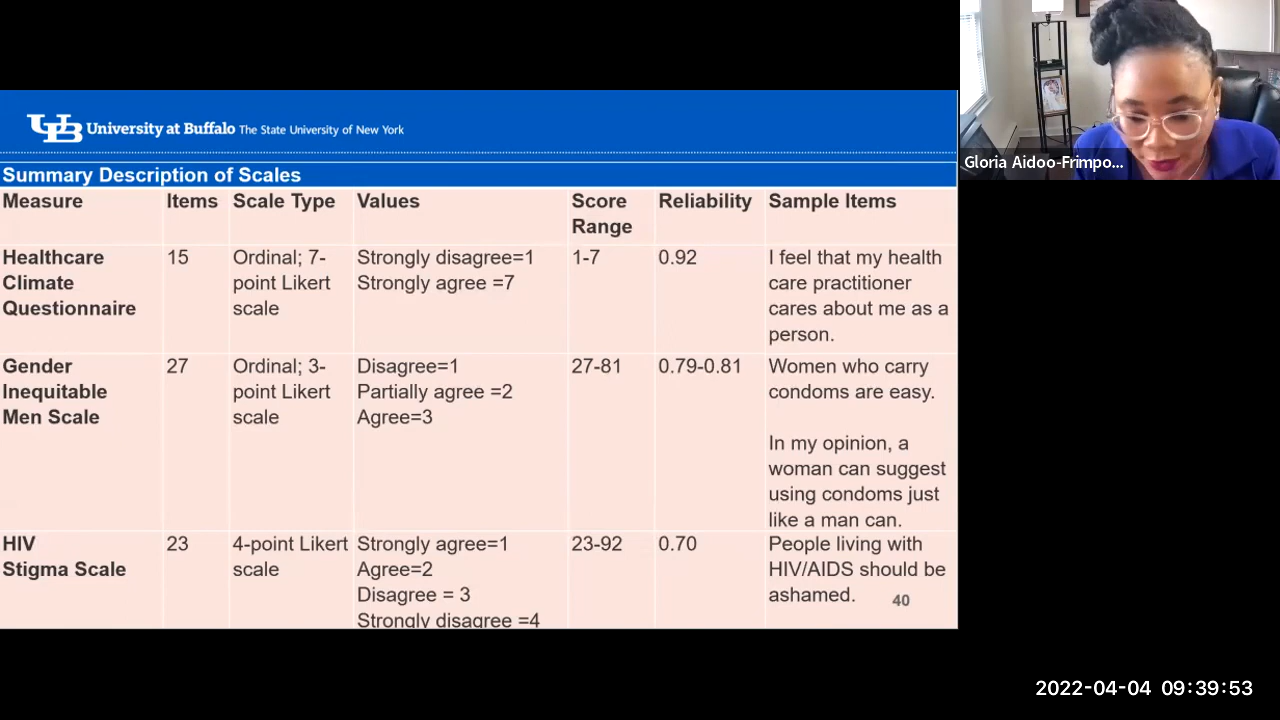 UB University at Buffalo The State University of New York
Summary Description of Scales
Measure Items Scale Type Values Score Range Reliability Sample Items
Healthcare Climate Questionnaire
15
Ordinal; 7-
point Likert
scale
Strongly disagree=1
Strongly agree =7
1-7
0.92
I feel that my health
care practitioner
cares about me as a
person.
Gender
Inequitable
Men Scale
27
Ordinal; 3-
point Likert
scale
Disagree=1
Partially agree =2
Agree=3
27-81
0.79-0.81
Women who carry
condoms are easy.
In my opinion, a
woman can suggest
using condoms just
like a man can.
HIV
Stigma Scale
23
4-point Likert
scale
Strongly agree=1
Agree=2
Disagree = 3
Strongly disagree =4
23-92
0.70
People living with
HIV/AIDS should be
ashamed.
40
Gloria Aidoo-Frimpo...
2022-04-04 09:39:53